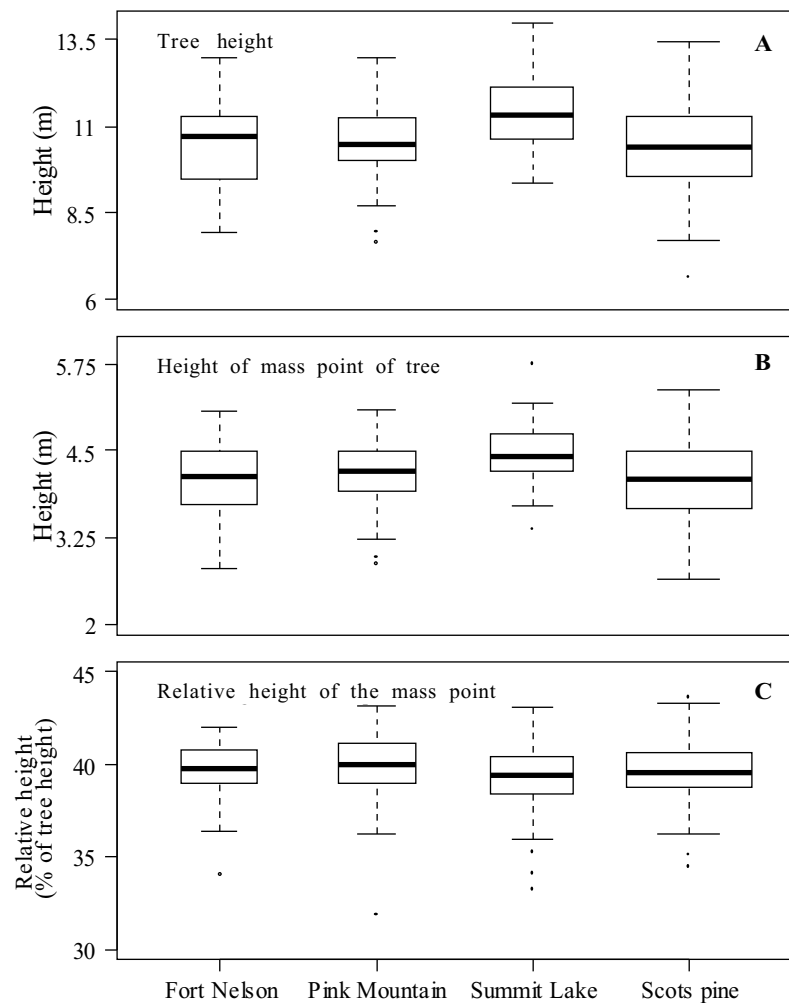 Tree height
A
Height (m)
13.5
11
8.5
6
Height of mass point of tree
B
Height (m)
5.75
4.5
3.25
2
Relative height of the mass point
C
Relative height
(% of tree height)
45
40
35
30
Fort Nelson Pink Mountain Summit Lake Scots pine